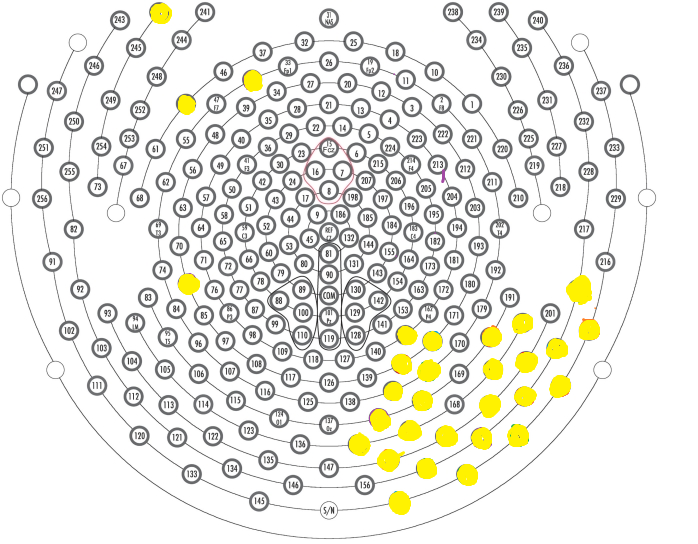 241 238 239
243 31 NAS 240
244 32 25 234
245 37 18 230 235
246 46 33 Fp1 26 19 Fp2 10 236
248 34 27 20 11 226
247 12 237
249 47 F7 39 28 21 13 3 2 F8 1 231
252 40 35 4 225
250 29 22 14 5 232
253 55 48 36 223 222 221
251 254 61 49 41 F3 30 23 15 Fcz 6 224 220 227 233
67 62 56 42 16 7 215 214 F4 213 212 219
255 73 50 24 207 206 211 228
256 68 63 57 43 17 8 198 205 204 210 218 229
51 9 186 197 196 203
82 69 T3 64 58 52 44 185 195 202 T4
70 65 59 C3 60 53 45 REF CZ 132 144 155 184 183 C4 194 193
91 74 66 72 71 80 81 131 164 182 192 216
78 79 90 143 173 181
92 83 75 76 77 89 130 154 163 172 180 191
93 84 88 COM 142 162 P4 171 179
94 LM 85 86 P3 87 100 101 Pz 129 153 201
102 95 TS 96 97 98 99 110 119 128 141 170
103 104 106 107 108 109 118 127 140
111 105 115 116 117 126 139 169
112 113 114 125 138 168
120 121 122 123 124 O1 137 Oz
133 134 135 136 147
145 146 S/N 156